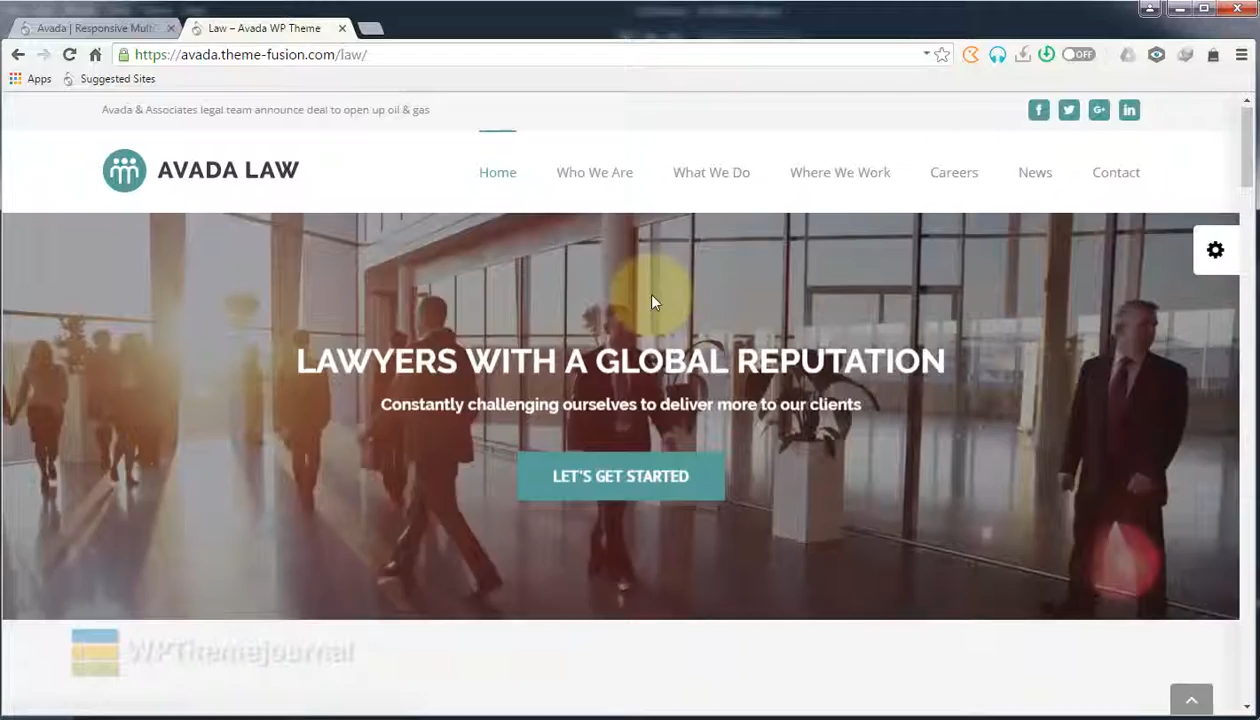 Avada | Responsive Mult
Law – Avada WP Theme
https://avada.theme-fusion.com/law/
OFF
Apps
Suggested Sites
Avada & Associates legal team announce deal to open up oil & gas
AVADA LAW
Home
Who We Are
What We Do
Where We Work
Careers
News
Contact
LAWYERS WITH A GLOBAL REPUTATION
Constantly challenging ourselves to deliver more to our clients
LET'S GET STARTED
WPThemejournal